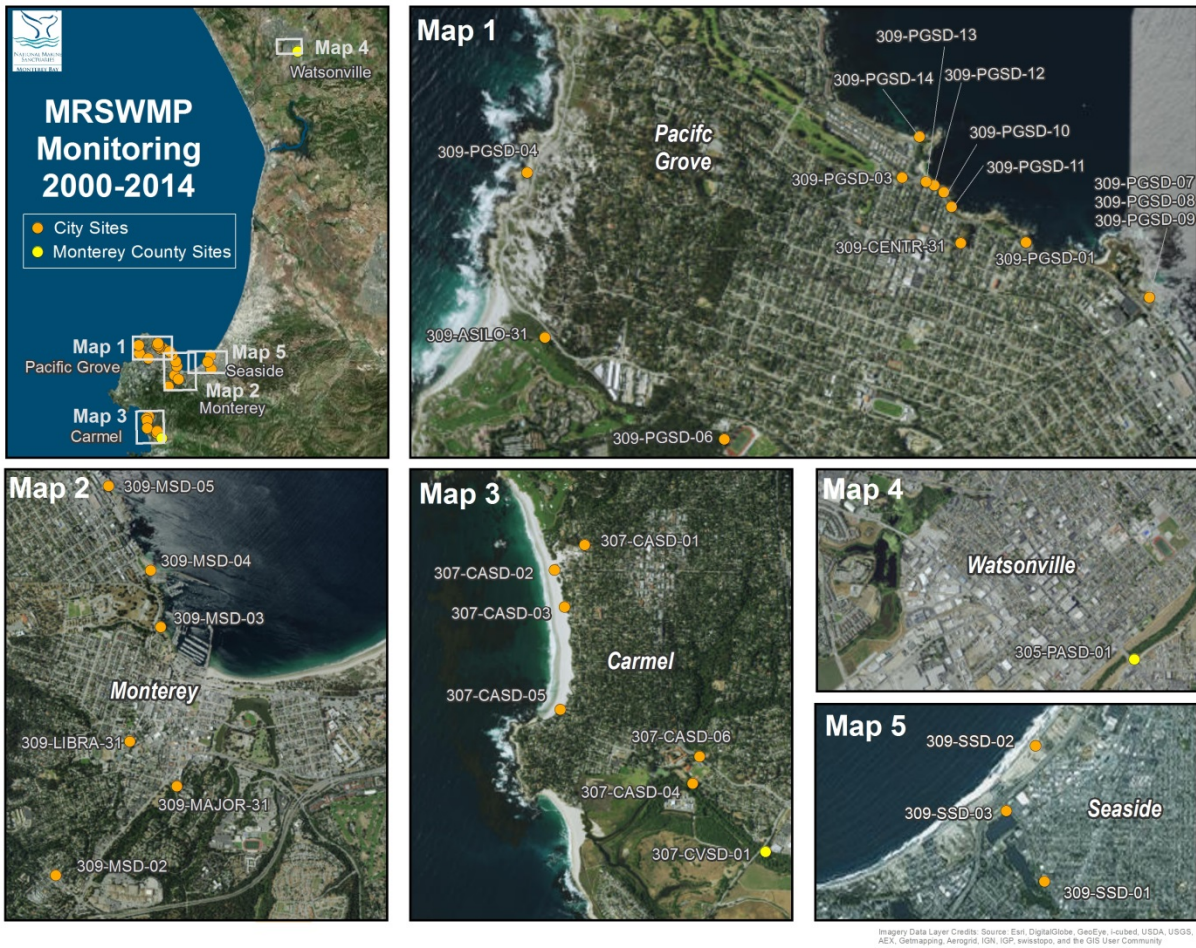 NATIONAL MARINE
SANCTUARIES
MONTEREY BAY
MRSWMP
Monitoring
2000-2014
City Sites
Monterey County Sites
Map 4
Watsonville
Map 1
Pacific Grove
Map 5
Seaside
Map 2
Monterey
Map 3
Carmel
Map 1
309-PGSD-13
309-PGSD-14
309-PGSD-12
309-PGSD-10
309-PGSD-11
309-PGSD-07
309-PGSD-08
309-PGSD-09
Pacifc
Grove
309-PGSD-04
309-PGSD-03
309-CENTR-31
309-PGSD-01
309-ASILO-31
309-PGSD-06
Map 2
309-MSD-05
309-MSD-04
309-MSD-03
Monterey
309-LIBRA-31
309-MAJOR-31
309-MSD-02
Map 3
307-CASD-01
307-CASD-02
307-CASD-03
Carmel
307-CASD-05
307-CASD-06
307-CASD-04
307-CVSD-01
Map 4
Watsonville
305-PASD-01
Map 5
309-SSD-02
309-SSD-03
Seaside
309-SSD-01
Imagery Data Layer Credits: Source: Esri, DigitalGlobe, GeoEye, i-cubed, USDA, USGS,
AEX, Getmapping, Aerogrid, IGN, IGP, swisstopo, and the GIS User Community